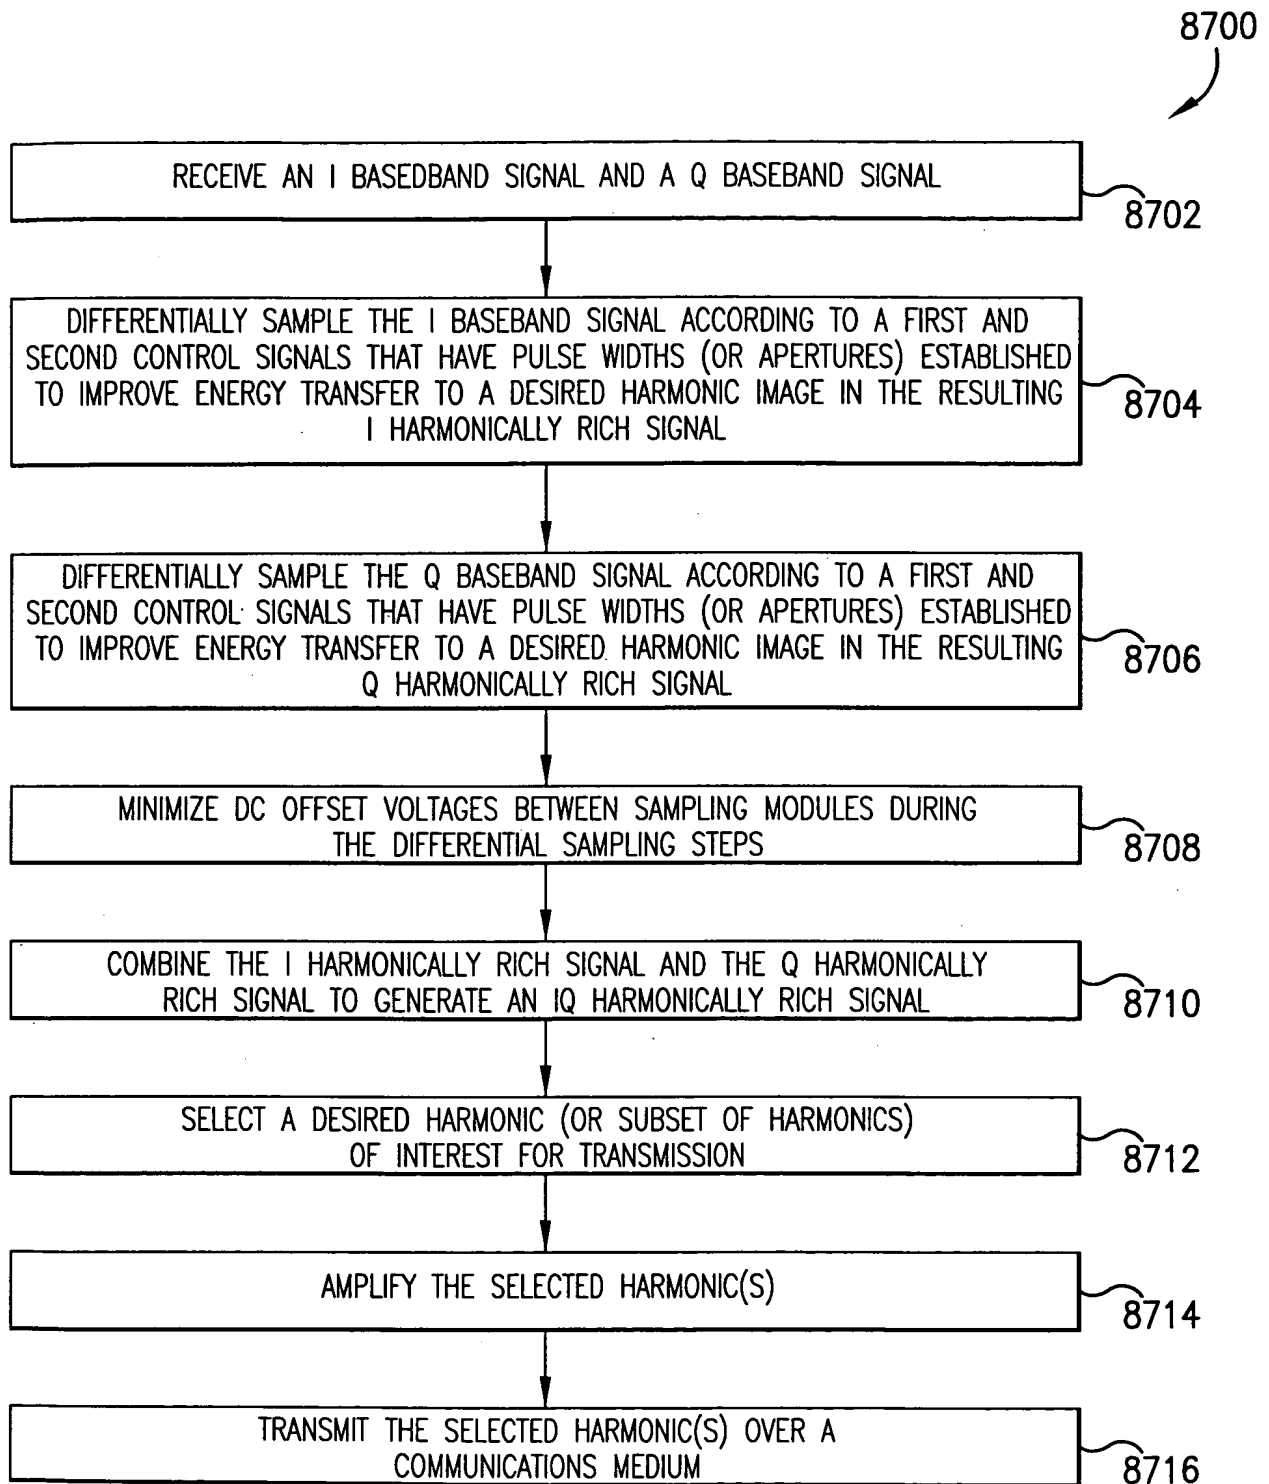 8700
RECEIVE AN I BASEDBAND SIGNAL AND A Q BASEBAND SIGNAL
8702
DIFFERENTIALLY SAMPLE THE I BASEBAND SIGNAL ACCORDING TO A FIRST AND
SECOND CONTROL SIGNALS THAT HAVE PULSE WIDTHS (OR APERTURES) ESTABLISHED
TO IMPROVE ENERGY TRANSFER TO A DESIRED HARMONIC IMAGE IN THE RESULTING
I HARMONICALLY RICH SIGNAL
8704
DIFFERENTIALLY SAMPLE THE Q BASEBAND SIGNAL ACCORDING TO A FIRST AND
SECOND CONTROL SIGNALS THAT HAVE PULSE WIDTHS (OR APERTURES) ESTABLISHED
TO IMPROVE ENERGY TRANSFER TO A DESIRED HARMONIC IMAGE IN THE RESULTING
Q HARMONICALLY RICH SIGNAL
8706
MINIMIZE DC OFFSET VOLTAGES BETWEEN SAMPLING MODULES DURING
THE DIFFERENTIAL SAMPLING STEPS
8708
COMBINE THE I HARMONICALLY RICH SIGNAL AND THE Q HARMONICALLY
RICH SIGNAL TO GENERATE AN IQ HARMONICALLY RICH SIGNAL
8710
SELECT A DESIRED HARMONIC (OR SUBSET OF HARMONICS)
OF INTEREST FOR TRANSMISSION
8712
AMPLIFY THE SELECTED HARMONIC(S)
8714
TRANSMIT THE SELECTED HARMONIC(S) OVER A
COMMUNICATIONS MEDIUM
8716